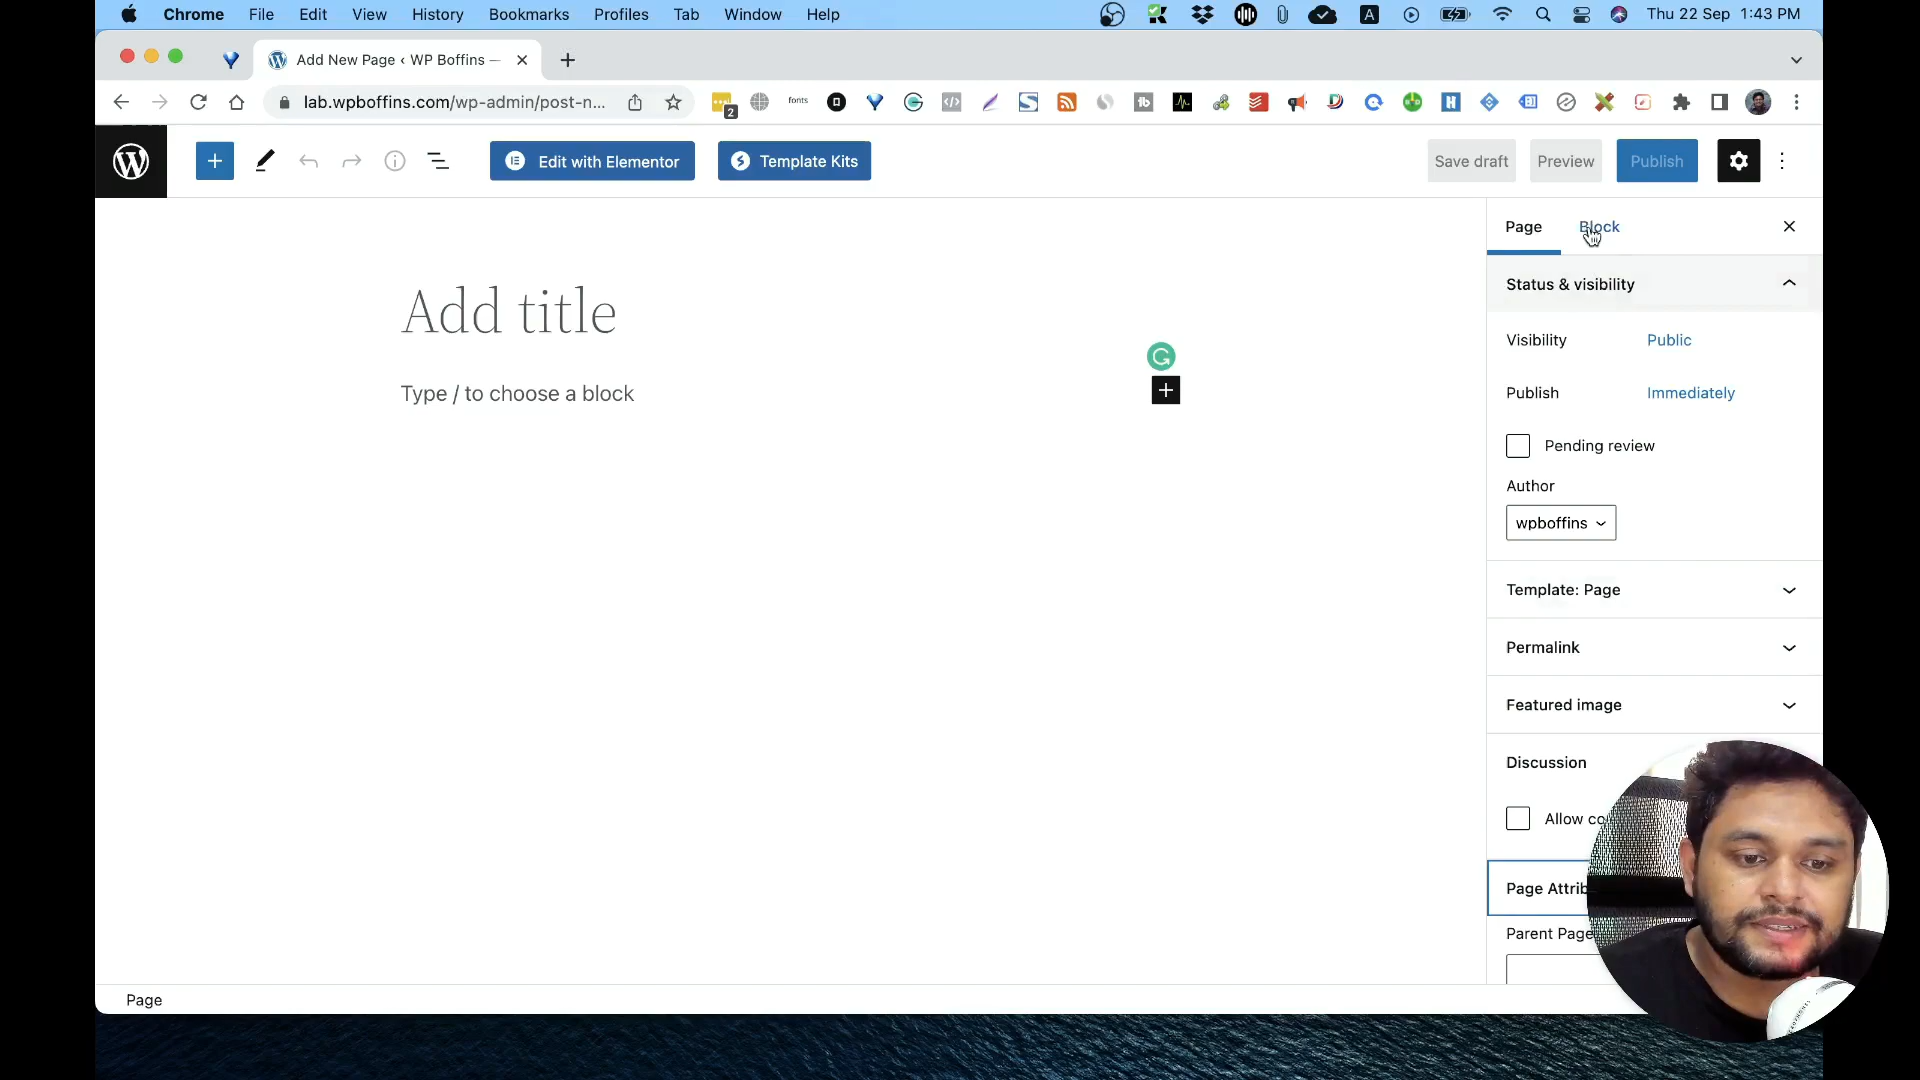 Chrome File Edit View History Bookmarks Profiles Tab Window Help A Thu 22 Sep 1:43 PM
Add New Page ‹ WP Boffins —
lab.wpboffins.com/wp-admin/post-n... 2 fonts tb H
Edit with Elementor Template Kits Save draft Preview Publish
Page Block
Status & visibility
Add title
Visibility Public
Type / to choose a block
Publish Immediately
Pending review
Author
wpboffins
Template: Page
Permalink
Featured image
Discussion
Allow co
Page Attrib
Parent Page
Page